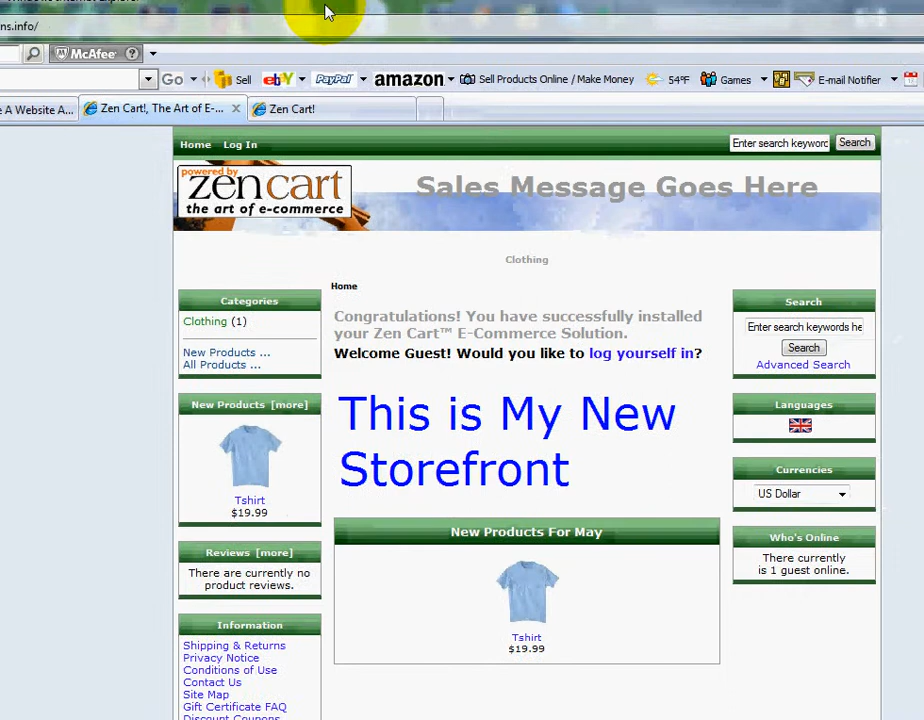 ns.info/
McAfee ?
Go Sell ebY PayPal amazon Sell Products Online / Make Money 54°F Games E-mail Notifier
e A Website A... Zen Cart!, The Art of E-... x Zen Cart!
Home Log In Enter search keyword Search
powered by
zen cart
the art of e-commerce
Sales Message Goes Here
Clothing
Home
Categories
Clothing (1)
New Products ...
All Products ...
New Products [more]
Tshirt
$19.99
Reviews [more]
There are currently no
product reviews.
Information
Shipping & Returns
Privacy Notice
Conditions of Use
Contact Us
Site Map
Gift Certificate FAQ
Discount Coupons
Congratulations! You have successfully installed
your Zen Cart™ E-Commerce Solution.
Welcome Guest! Would you like to log yourself in?
This is My New
Storefront
New Products For May
Tshirt
$19.99
Search
Enter search keywords he
Search
Advanced Search
Languages
Currencies
US Dollar
Who's Online
There currently
is 1 guest online.